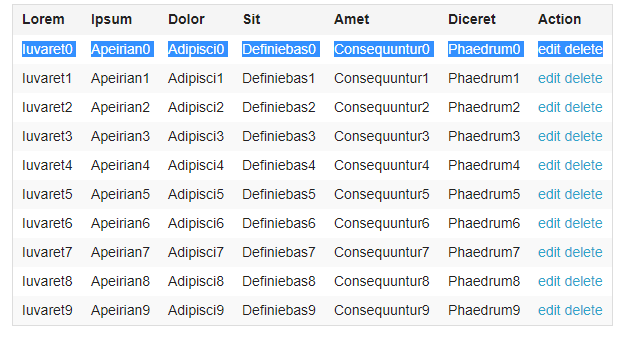 Lorem Ipsum Dolor Sit Amet Diceret Action
Iuvaret0 Apeirian0 Adipisci0 Definiebas0 Consequuntur0 Phaedrum0 edit delete
Iuvaret1 Apeirian1 Adipisci1 Definiebas1 Consequuntur1 Phaedrum1 edit delete
Iuvaret2 Apeirian2 Adipisci2 Definiebas2 Consequuntur2 Phaedrum2 edit delete
Iuvaret3 Apeirian3 Adipisci3 Definiebas3 Consequuntur3 Phaedrum3 edit delete
Iuvaret4 Apeirian4 Adipisci4 Definiebas4 Consequuntur4 Phaedrum4 edit delete
Iuvaret5 Apeirian5 Adipisci5 Definiebas5 Consequuntur5 Phaedrum5 edit delete
Iuvaret6 Apeirian6 Adipisci6 Definiebas6 Consequuntur6 Phaedrum6 edit delete
Iuvaret7 Apeirian7 Adipisci7 Definiebas7 Consequuntur7 Phaedrum7 edit delete
Iuvaret8 Apeirian8 Adipisci8 Definiebas8 Consequuntur8 Phaedrum8 edit delete
Iuvaret9 Apeirian9 Adipisci9 Definiebas9 Consequuntur9 Phaedrum9 edit delete